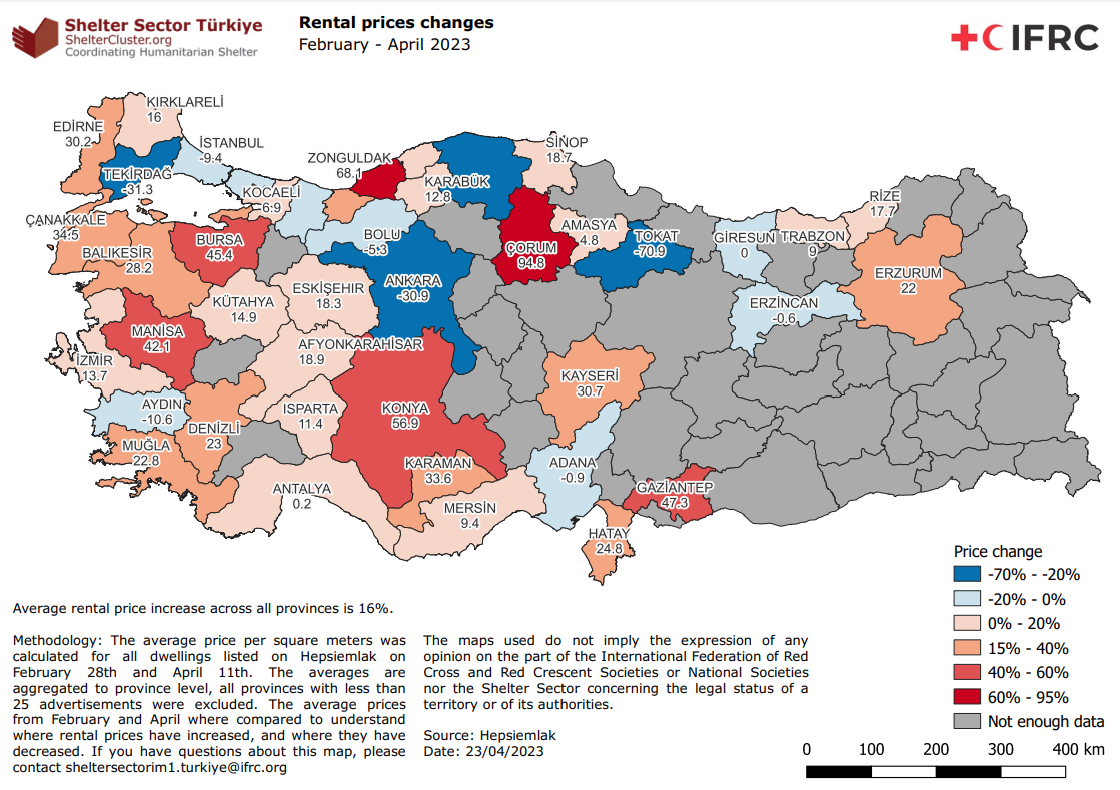 Shelter Sector Türkiye
ShelterCluster.org
Coordinating Humanitarian Shelter
Rental prices changes
February - April 2023
IFRC
KIRKLARELİ
16
EDİRNE
30.2
İSTANBUL
-9.4
TEKİRDAĞ
-31.3
KOCAELİ
6.9
ZONGULDAK
68.1
KARABÜK
12.8
SİNOP
18.7
ÇANAKKALE
34.5
BALIKESİR
28.2
BURSA
45.4
BOLU
-5.3
ÇORUM
94.8
AMASYA
4.8
TOKAT
-70.9
GİRESUN
0
TRABZON
9
RİZE
17.7
ERZURUM
22
ERZİNCAN
-0.6
ANKARA
-30.9
ESKİŞEHIR
18.3
KÜTAHYA
14.9
MANİSA
42.1
AFYONKARAHİSAR
18.9
İZMİR
13.7
AYDIN
-10.6
DENİZLİ
23
ISPARTA
11.4
KONYA
56.9
KAYSERİ
30.7
MUĞLA
22.8
ANTALYA
0.2
KARAMAN
33.6
MERSİN
9.4
ADANA
-0.9
GAZİANTEP
47.3
HATAY
24.8
Price change
-70% - -20%
-20% - 0%
0% - 20%
15% - 40%
40% - 60%
60% - 95%
Not enough data
0 100 200 300 400 km
Average rental price increase across all provinces is 16%.
Methodology: The average price per square meters was
calculated for all dwellings listed on Hepsiemlak on
February 28th and April 11th. The averages are
aggregated to province level, all provinces with less than
25 advertisements were excluded. The average prices
from February and April where compared to understand
where rental prices have increased, and where they have
decreased. If you have questions about this map, please
contact sheltersectorim1.turkiye@ifrc.org
The maps used do not imply the expression of any
opinion on the part of the International Federation of Red
Cross and Red Crescent Societies or National Societies
nor the Shelter Sector concerning the legal status of a
territory or of its authorities.
Source: Hepsiemlak
Date: 23/04/2023